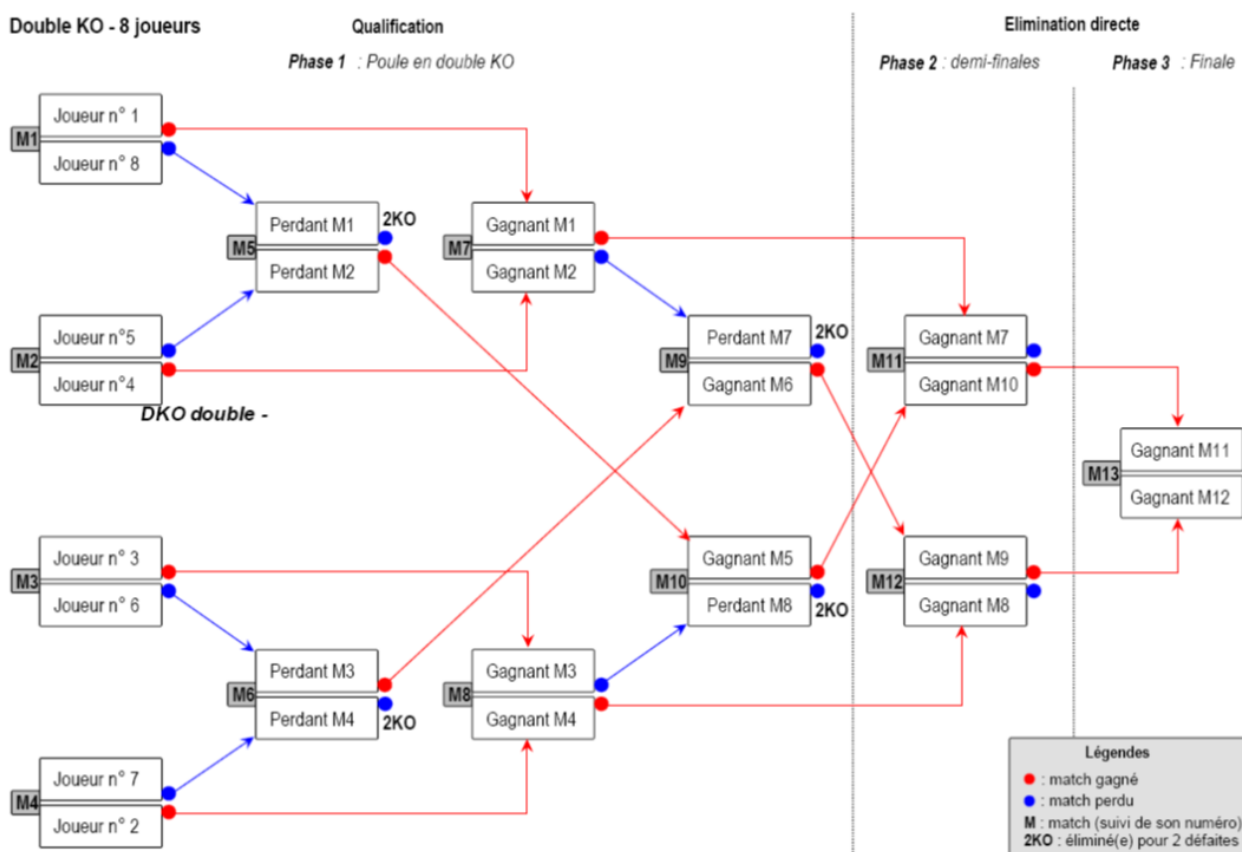 Double KO - 8 joueurs
Qualification
Elimination directe
Phase 1 : Poule en double KO
Phase 2 : demi-finales
Phase 3 : Finale
M1
Joueur n° 1
Joueur n° 8
M5
Perdant M1
Perdant M2
2KO
M7
Gagnant M1
Gagnant M2
M2
Joueur n°5
Joueur n°4
DKO double -
M9
Perdant M7
Gagnant M6
2KO
M11
Gagnant M7
Gagnant M10
M13
Gagnant M11
Gagnant M12
M3
Joueur n° 3
Joueur n° 6
M10
Gagnant M5
Perdant M8
2KO
M12
Gagnant M9
Gagnant M8
M6
Perdant M3
Perdant M4
2KO
M8
Gagnant M3
Gagnant M4
M4
Joueur n° 7
Joueur n° 2
Légendes
: match gagné
: match perdu
M : match (suivi de son numéro)
2KO : éliminé(e) pour 2 défaites